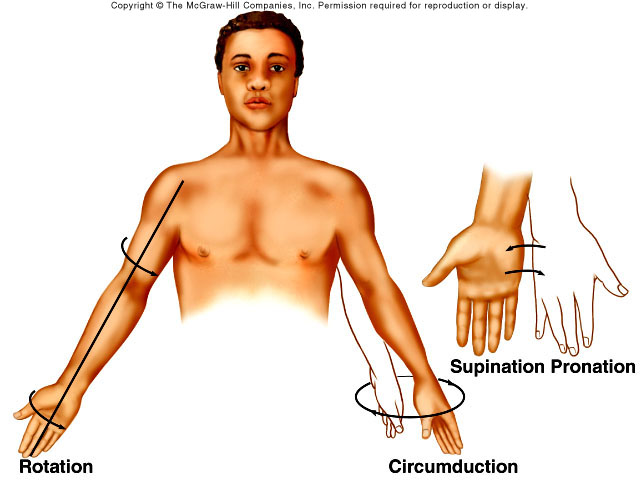 Copyright © The McGraw-Hill Companies, Inc. Permission required for reproduction or display.
Supination Pronation
Rotation
Circumduction